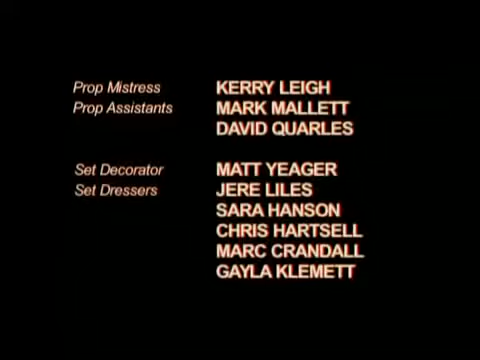 Prop Mistress KERRY LEIGH
Prop Assistants MARK MALLETT
DAVID QUARLES
Set Decorator MATT YEAGER
Set Dressers JERE LILES
SARA HANSON
CHRIS HARTSELL
MARC CRANDALL
GAYLA KLEMETT